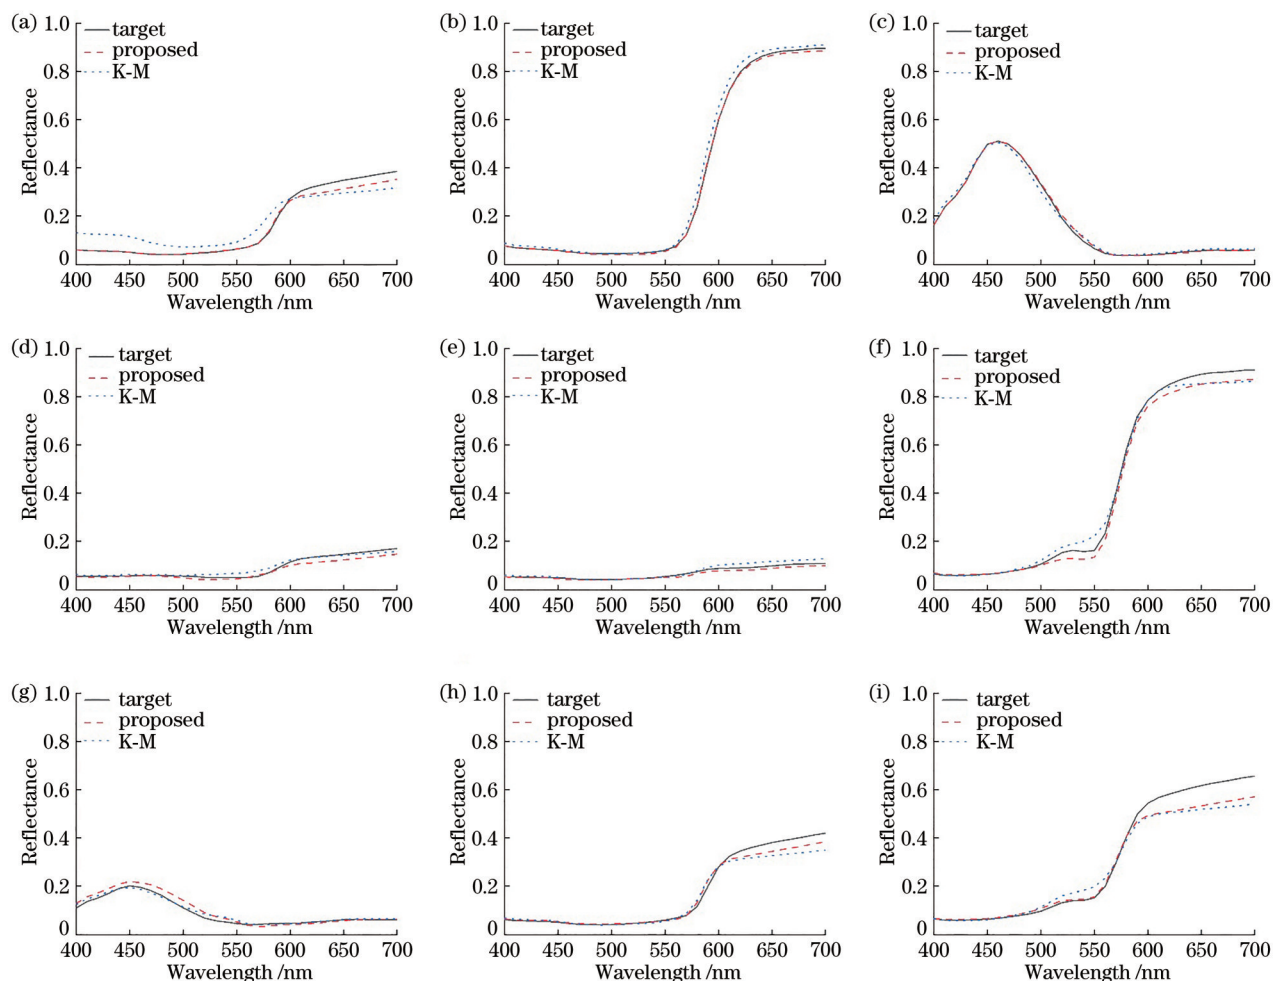 (a) 1.0 target
0.8 proposed
K-M
0.6
0.4
0.2
0
Reflectance
400 450 500 550 600 650 700
Wavelength /nm
(b) 1.0 target
0.8 proposed
K-M
0.6
0.4
0.2
0
Reflectance
400 450 500 550 600 650 700
Wavelength /nm
(c) 1.0 target
0.8 proposed
K-M
0.6
0.4
0.2
0
Reflectance
400 450 500 550 600 650 700
Wavelength /nm
(d) 1.0 target
proposed
0.8 K-M
0.6
0.4
0.2
0
Reflectance
400 450 500 550 600 650 700
Wavelength /nm
(e) 1.0 target
proposed
0.8 K-M
0.6
0.4
0.2
0
Reflectance
400 450 500 550 600 650 700
Wavelength /nm
(f) 1.0 target
proposed
0.8 K-M
0.6
0.4
0.2
0
Reflectance
400 450 500 550 600 650 700
Wavelength /nm
(g) 1.0 target
proposed
0.8 K-M
0.6
0.4
0.2
0
Reflectance
400 450 500 550 600 650 700
Wavelength /nm
(h) 1.0 target
proposed
0.8 K-M
0.6
0.4
0.2
0
Reflectance
400 450 500 550 600 650 700
Wavelength /nm
(i) 1.0 target
proposed
0.8 K-M
0.6
0.4
0.2
0
Reflectance
400 450 500 550 600 650 700
Wavelength /nm